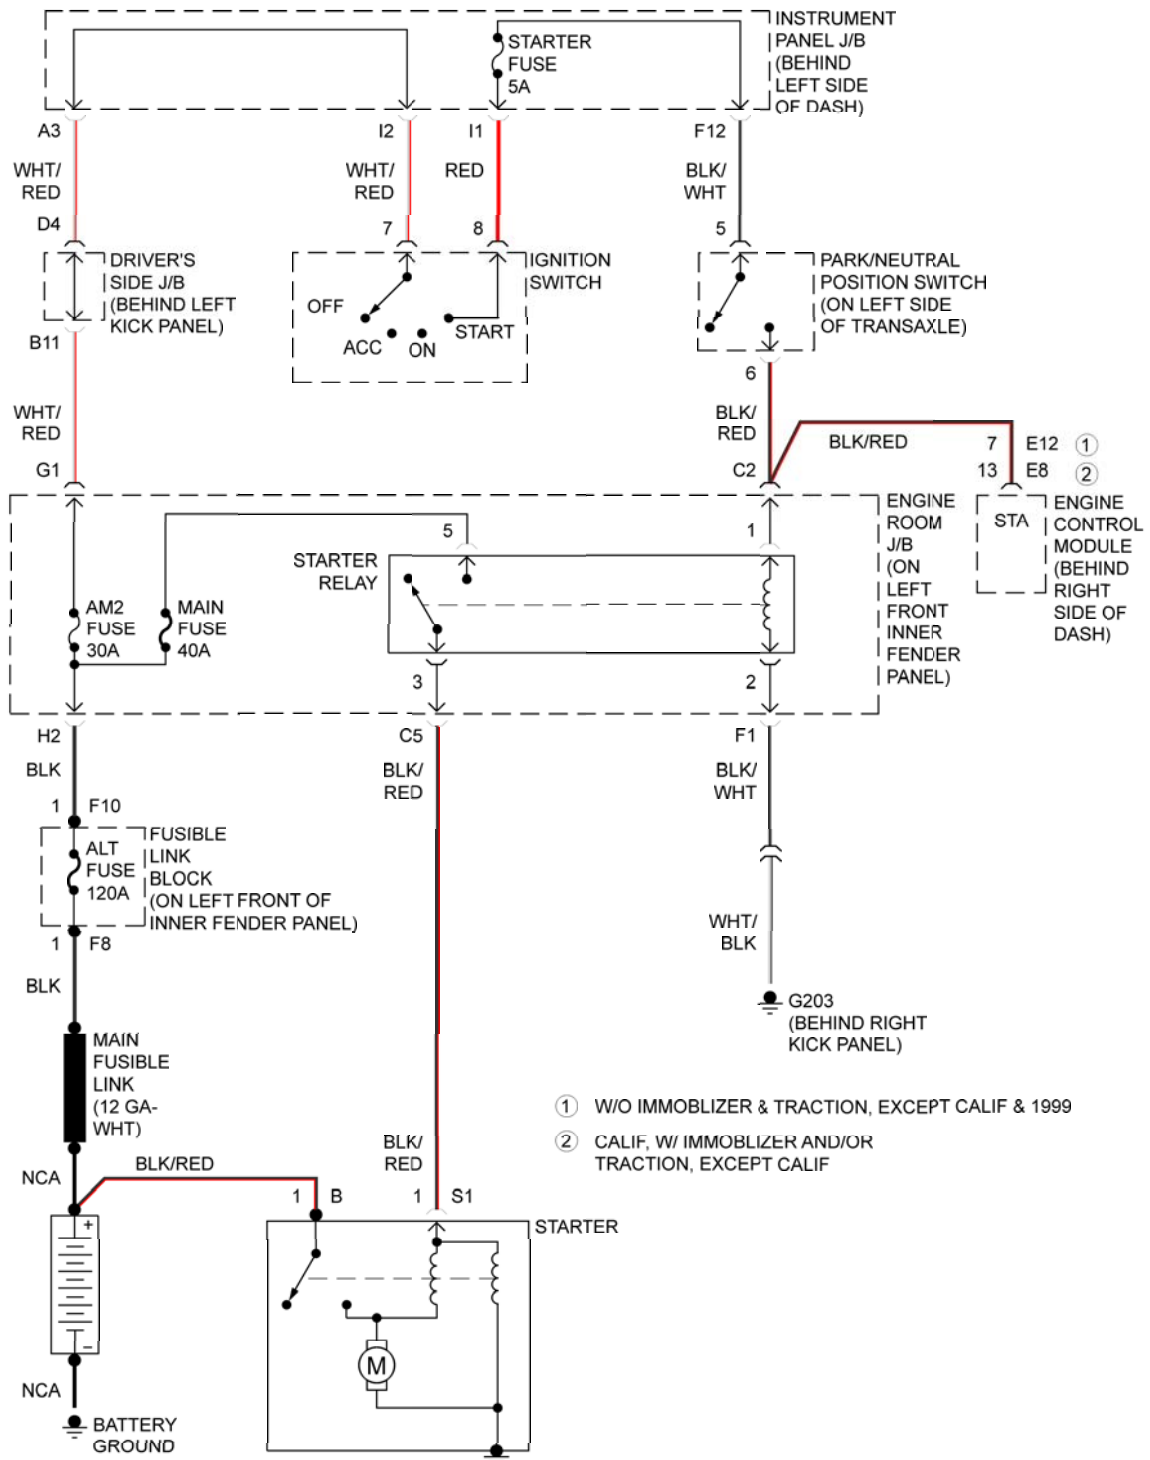 INSTRUMENT
PANEL J/B
(BEHIND
LEFT SIDE
OF DASH)
STARTER
FUSE
5A
A3
I2
I1
F12
WHT/
RED
WHT/
RED
RED
BLK/
WHT
D4
7
8
5
DRIVER'S
SIDE J/B
(BEHIND LEFT
KICK PANEL)
IGNITION
SWITCH
OFF
ACC
ON
START
PARK/NEUTRAL
POSITION SWITCH
(ON LEFT SIDE
OF TRANSAXLE)
B11
6
WHT/
RED
BLK/
RED
BLK/RED
7 E12 1
13 E8 2
G1
C2
STA
ENGINE
CONTROL
MODULE
(BEHIND
RIGHT
SIDE OF
DASH)
ENGINE
ROOM
J/B
(ON
LEFT
FRONT
INNER
FENDER
PANEL)
5
1
STARTER
RELAY
AM2
FUSE
30A
MAIN
FUSE
40A
3
2
H2
C5
F1
BLK
BLK/
RED
BLK/
WHT
1 F10
ALT
FUSE
120A
FUSIBLE
LINK
BLOCK
(ON LEFT FRONT OF
INNER FENDER PANEL)
1 F8
WHT/
BLK
BLK
G203
(BEHIND RIGHT
KICK PANEL)
MAIN
FUSIBLE
LINK
(12 GA-
WHT)
1 W/O IMMOBLIZER & TRACTION, EXCEPT CALIF & 1999
2 CALIF, W/ IMMOBLIZER AND/OR
TRACTION, EXCEPT CALIF
BLK/
RED
NCA
BLK/RED
1 B
1 S1
STARTER
+
−
M
NCA
BATTERY
GROUND